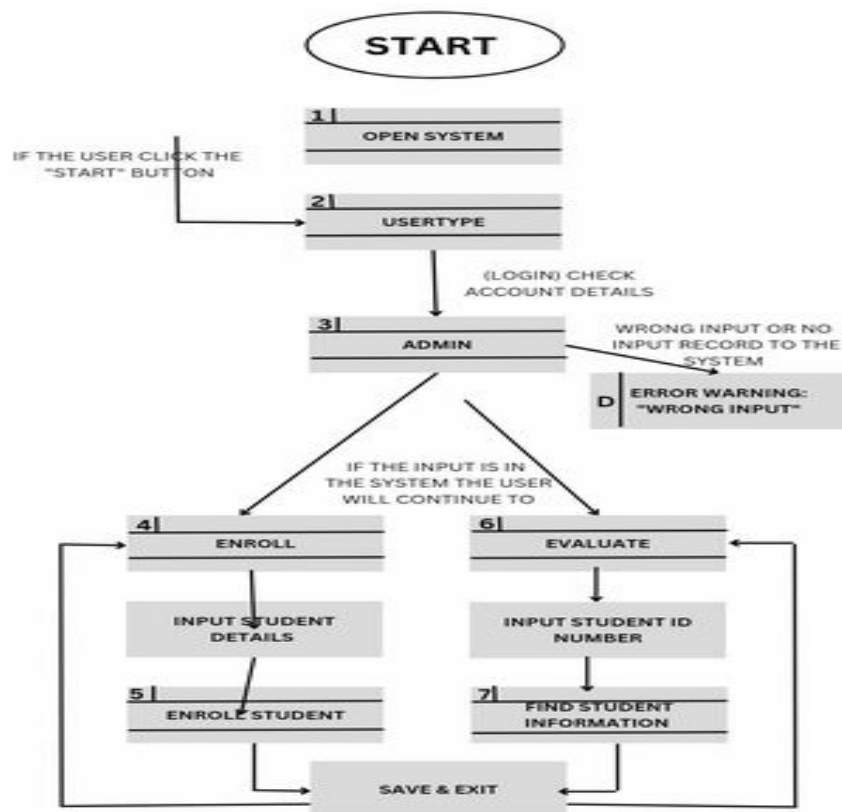 START
1
OPEN SYSTEM
IF THE USER CLICK THE
"START" BUTTON
2
USERTYPE
(LOGIN) CHECK
ACCOUNT DETAILS
3
ADMIN
WRONG INPUT OR NO
INPUT RECORD TO THE
SYSTEM
D
ERROR WARNING:
"WRONG INPUT"
IF THE INPUT IS IN
THE SYSTEM THE USER
WILL CONTINUE TO
4
ENROLL
6
EVALUATE
INPUT STUDENT
DETAILS
INPUT STUDENT ID
NUMBER
5
ENROLE STUDENT
7
FIND STUDENT
INFORMATION
SAVE & EXIT